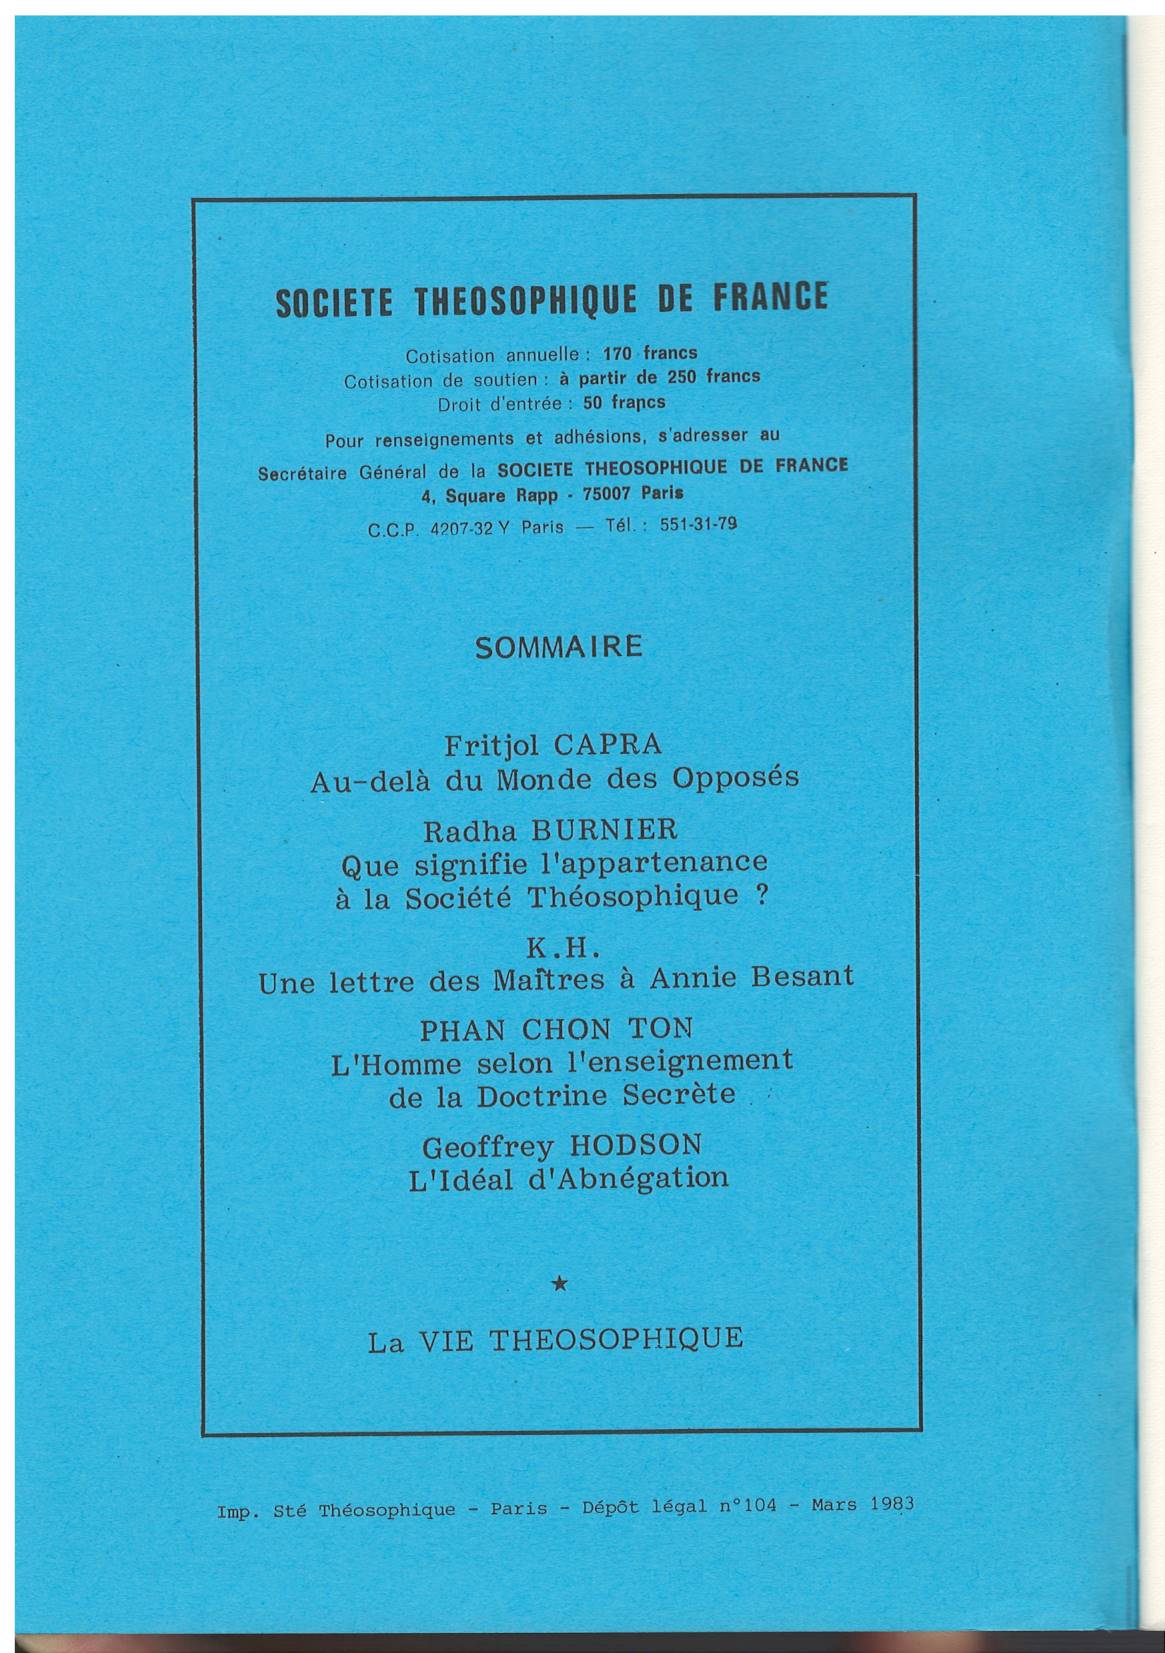 SOCIETE THEOSOPHIQUE DE FRANCE
Cotisation annuelle : 170 francs
Cotisation de soutien : à partir de 250 francs
Droit d'entrée : 50 francs
Pour renseignements et adhésions, s'adresser au
Secrétaire Général de la SOCIETE THEOSOPHIQUE DE FRANCE
4, Square Rapp - 75007 Paris
C.C.P. 4207-32 Y Paris — Tél. : 551-31-79
SOMMAIRE
Fritjol CAPRA
Au-delà du Monde des Opposés
Radha BURNIER
Que signifie l'appartenance
à la Société Théosophique ?
K.H.
Une lettre des Maîtres à Annie Besant
PHAN CHON TON
L'Homme selon l'enseignement
de la Doctrine Secrète
Geoffrey HODSON
L'Idéal d'Abnégation
★
La VIE THEOSOPHIQUE
Imp. Sté Théosophique - Paris - Dépôt légal n°104 - Mars 1983